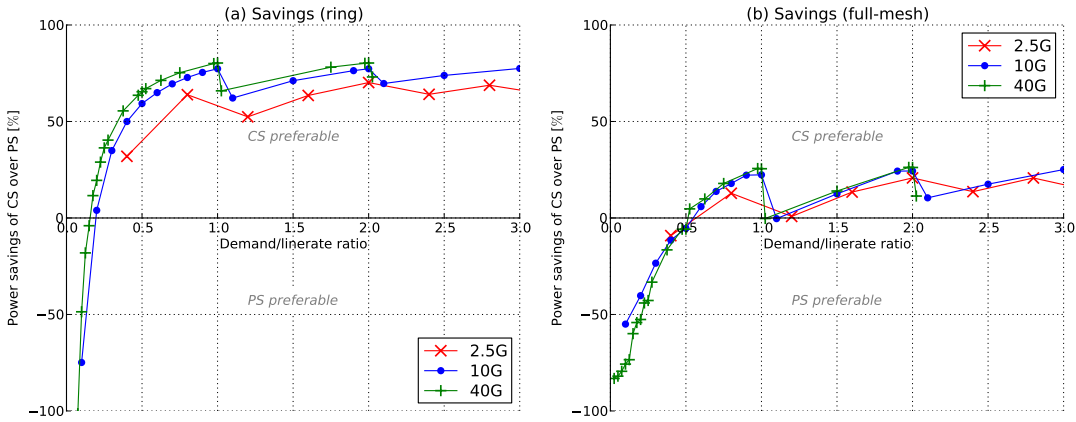 (a) Savings (ring)
Power savings of CS over PS [%]
100
50
0
−50
−100
0.0
0.5
1.0
1.5
2.0
2.5
3.0
Demand/linerate ratio
CS preferable
PS preferable
2.5G
10G
40G
(b) Savings (full-mesh)
Power savings of CS over PS [%]
100
50
0
−50
−100
0.0
0.5
1.0
1.5
2.0
2.5
3.0
Demand/linerate ratio
CS preferable
PS preferable
2.5G
10G
40G